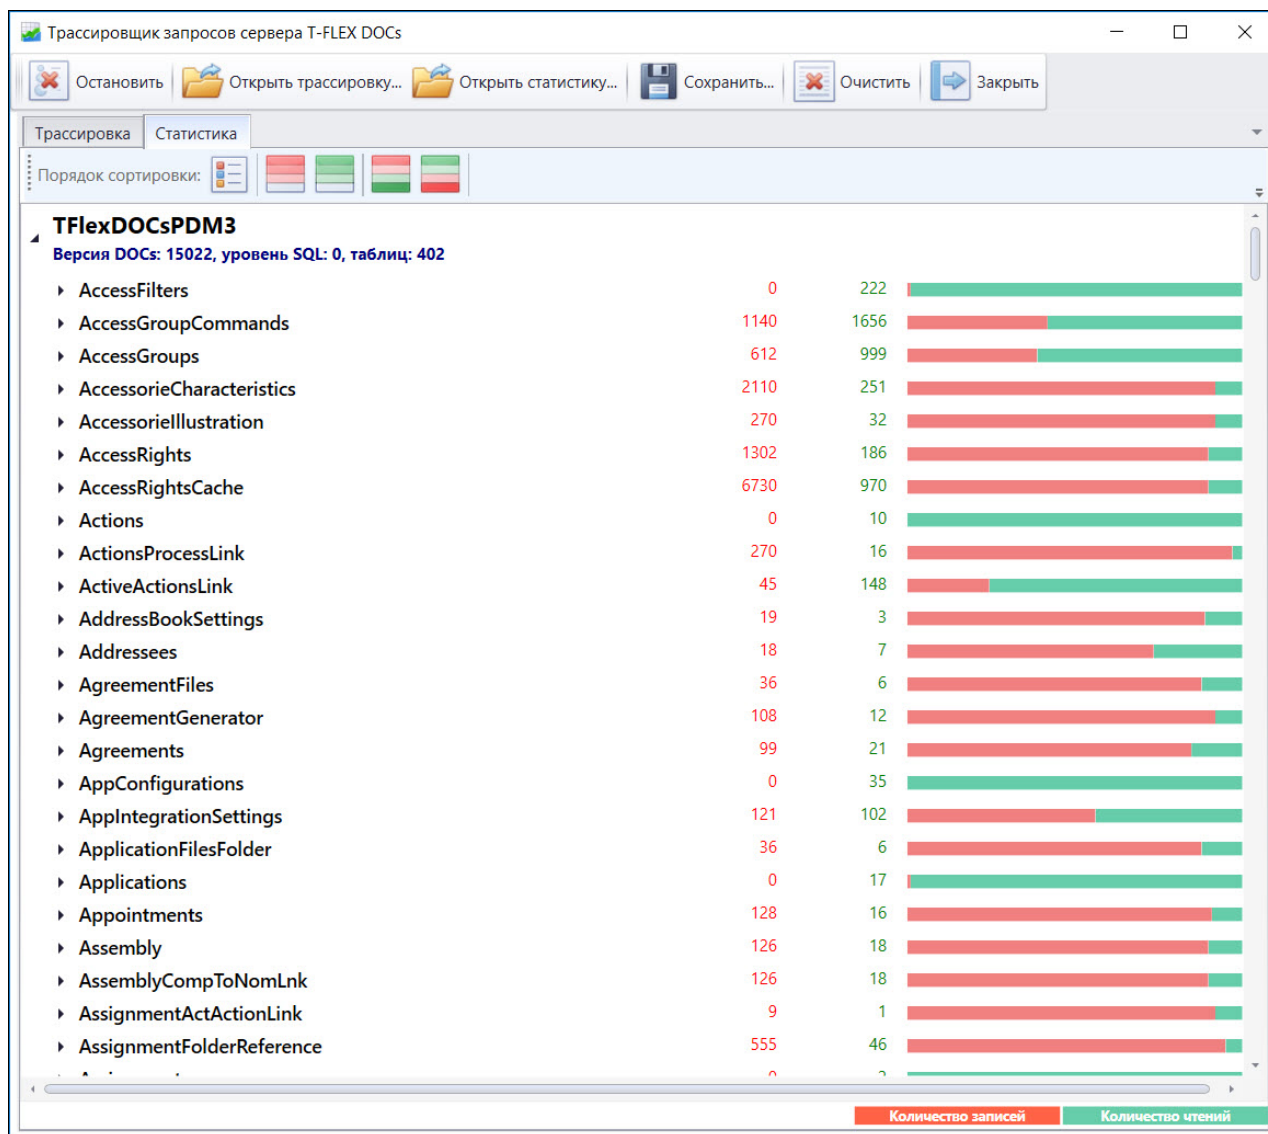 Трассировщик запросов сервера T-FLEX DOCs
Остановить Открыть трассировку... Открыть статистику... Сохранить... Очистить Закрыть
Трассировка Статистика
Порядок сортировки:
TFlexDOCsPDM3
Версия DOCs: 15022, уровень SQL: 0, таблиц: 402
AccessFilters 0 222
AccessGroupCommands 1140 1656
AccessGroups 612 999
AccessorieCharacteristics 2110 251
AccessorieIllustration 270 32
AccessRights 1302 186
AccessRightsCache 6730 970
Actions 0 10
ActionsProcessLink 270 16
ActiveActionsLink 45 148
AddressBookSettings 19 3
Addressees 18 7
AgreementFiles 36 6
AgreementGenerator 108 12
Agreements 99 21
AppConfigurations 0 35
AppIntegrationSettings 121 102
ApplicationFilesFolder 36 6
Applications 0 17
Appointments 128 16
Assembly 126 18
AssemblyCompToNomLnk 126 18
AssignmentActActionLink 9 1
AssignmentFolderReference 555 46
Количество записей Количество чтений